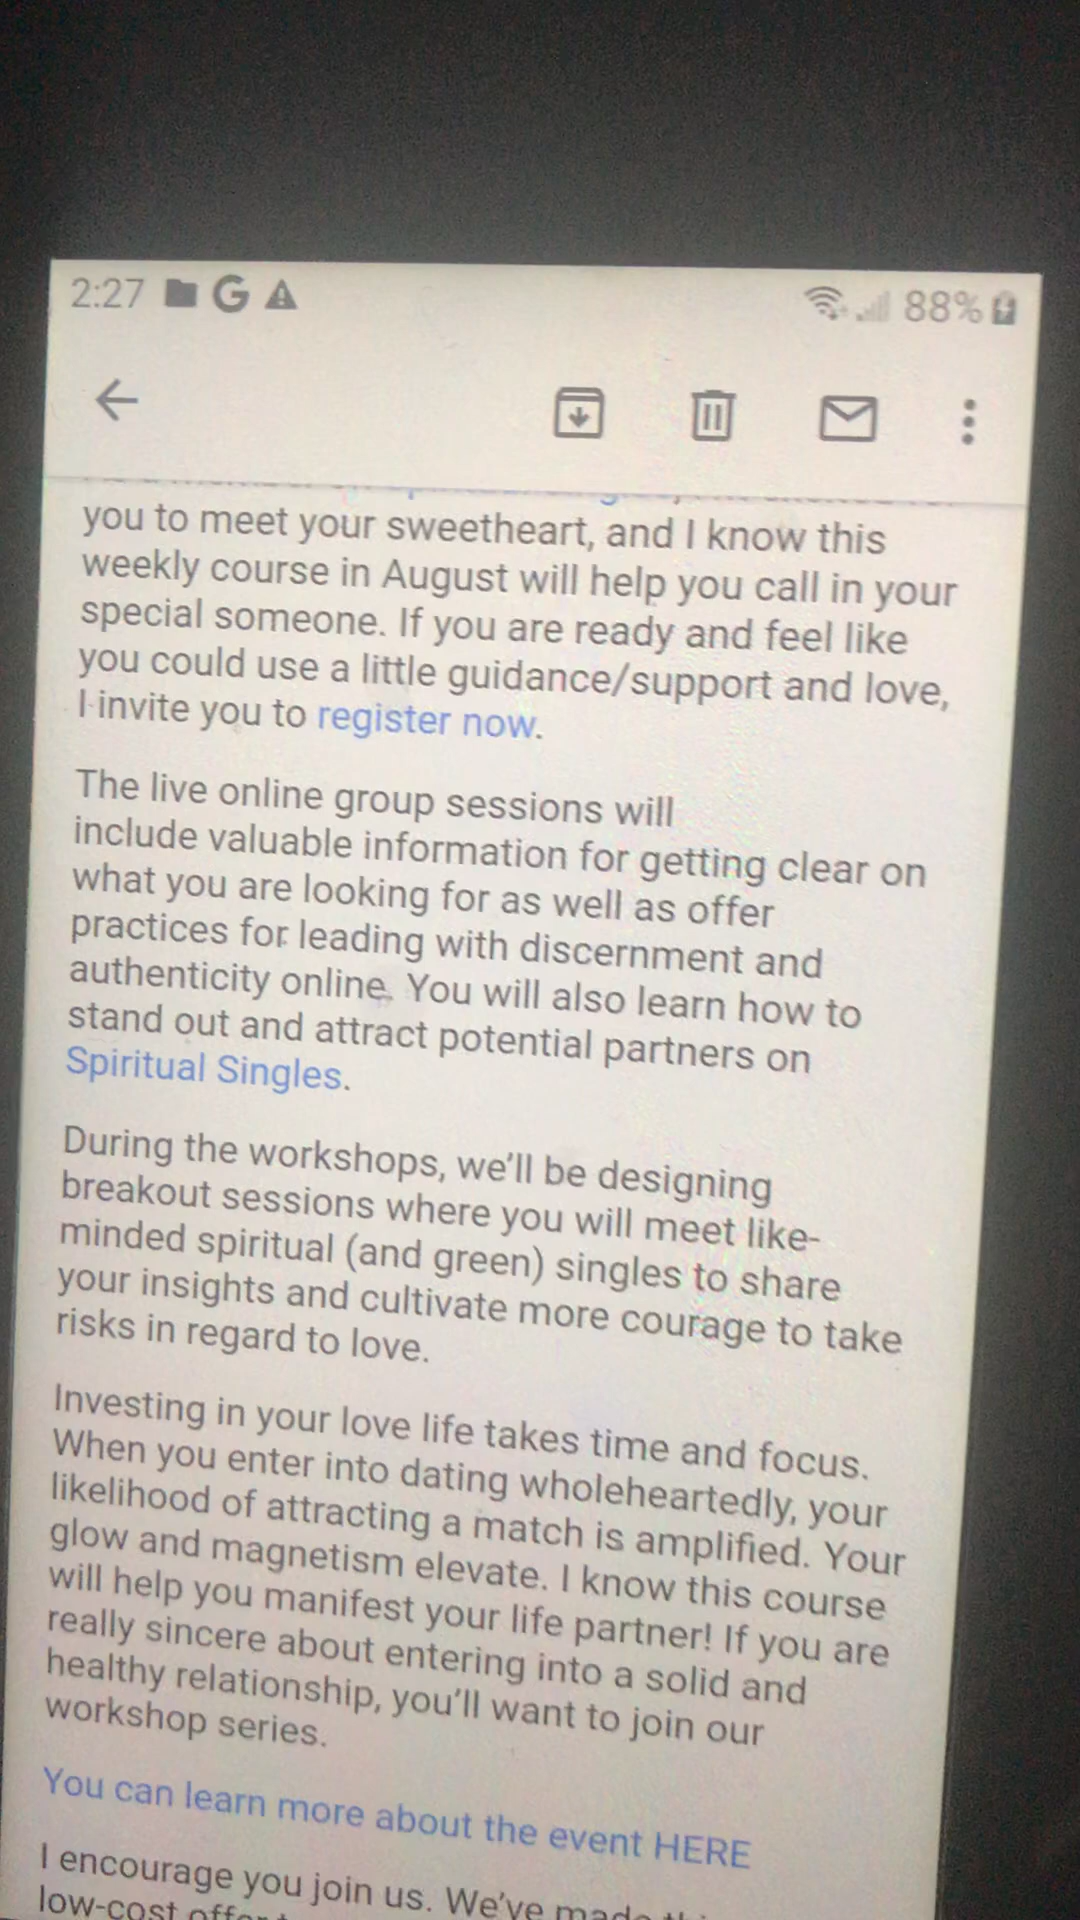 2:27 G 88%
you to meet your sweetheart, and I know this
weekly course in August will help you call in your
special someone. If you are ready and feel like
you could use a little guidance/support and love,
I invite you to register now.
The live online group sessions will
include valuable information for getting clear on
what you are looking for as well as offer
practices for leading with discernment and
authenticity online. You will also learn how to
stand out and attract potential partners on
Spiritual Singles.
During the workshops, we'll be designing
breakout sessions where you will meet like-
minded spiritual (and green) singles to share
your insights and cultivate more courage to take
risks in regard to love.
Investing in your love life takes time and focus.
When you enter into dating wholeheartedly, your
likelihood of attracting a match is amplified. Your
glow and magnetism elevate. I know this course
will help you manifest your life partner! If you are
really sincere about entering into a solid and
healthy relationship, you'll want to join our
workshop series.
You can learn more about the event HERE
I encourage you join us. We've made
low-cost